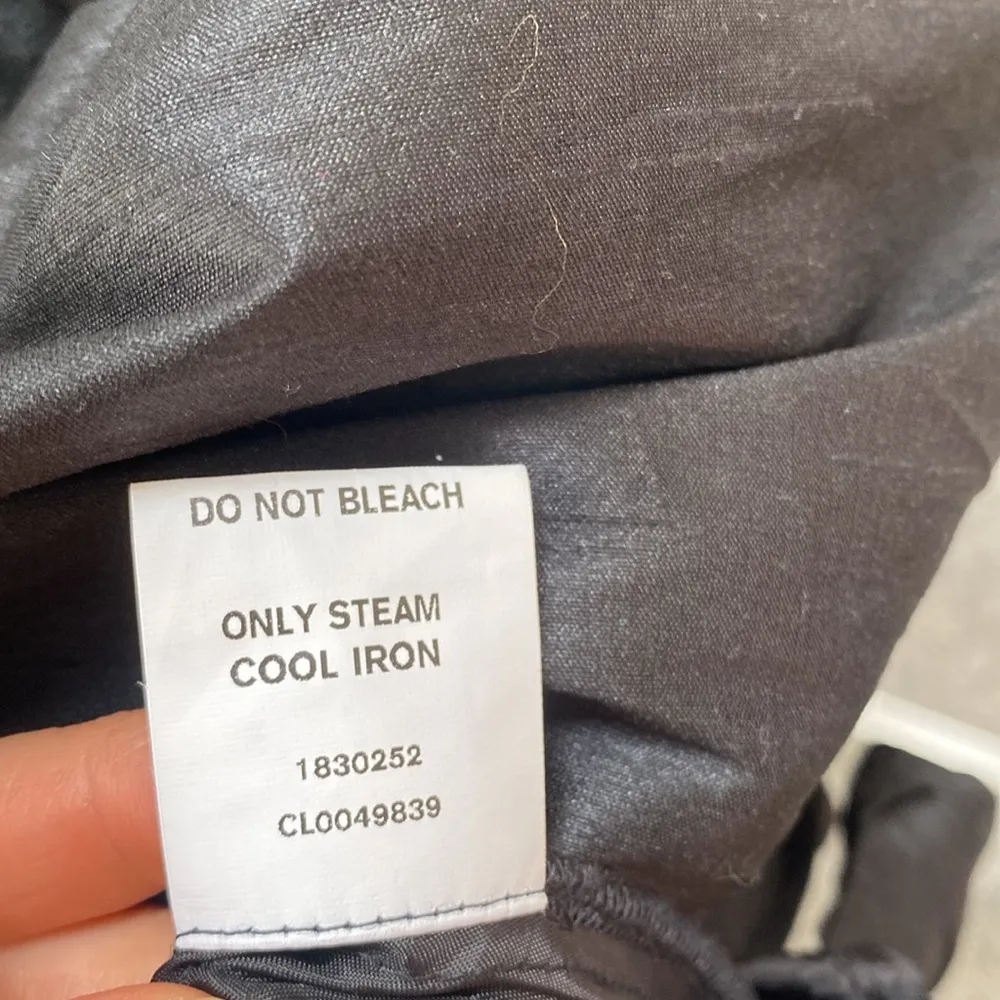 DO NOT BLEACH
ONLY STEAM
COOL IRON
1830252
CL0049839